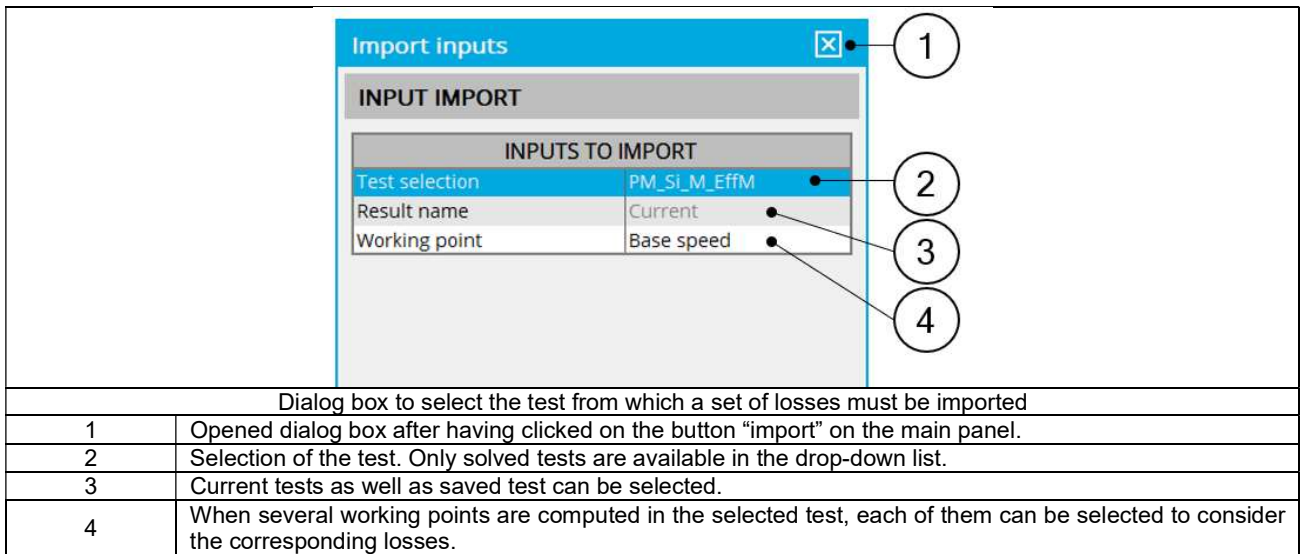 Import inputs
1
INPUT IMPORT
INPUTS TO IMPORT
Test selection PM_Si_M_EffM
2
Result name Current
Working point Base speed
3
4
Dialog box to select the test from which a set of losses must be imported
1 Opened dialog box after having clicked on the button “import” on the main panel.
2 Selection of the test. Only solved tests are available in the drop-down list.
3 Current tests as well as saved test can be selected.
4 When several working points are computed in the selected test, each of them can be selected to consider
the corresponding losses.